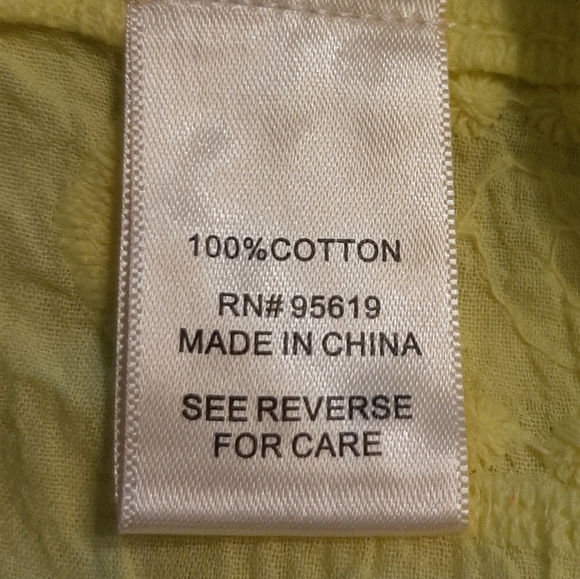 100%COTTON
RN# 95619
MADE IN CHINA
SEE REVERSE
FOR CARE